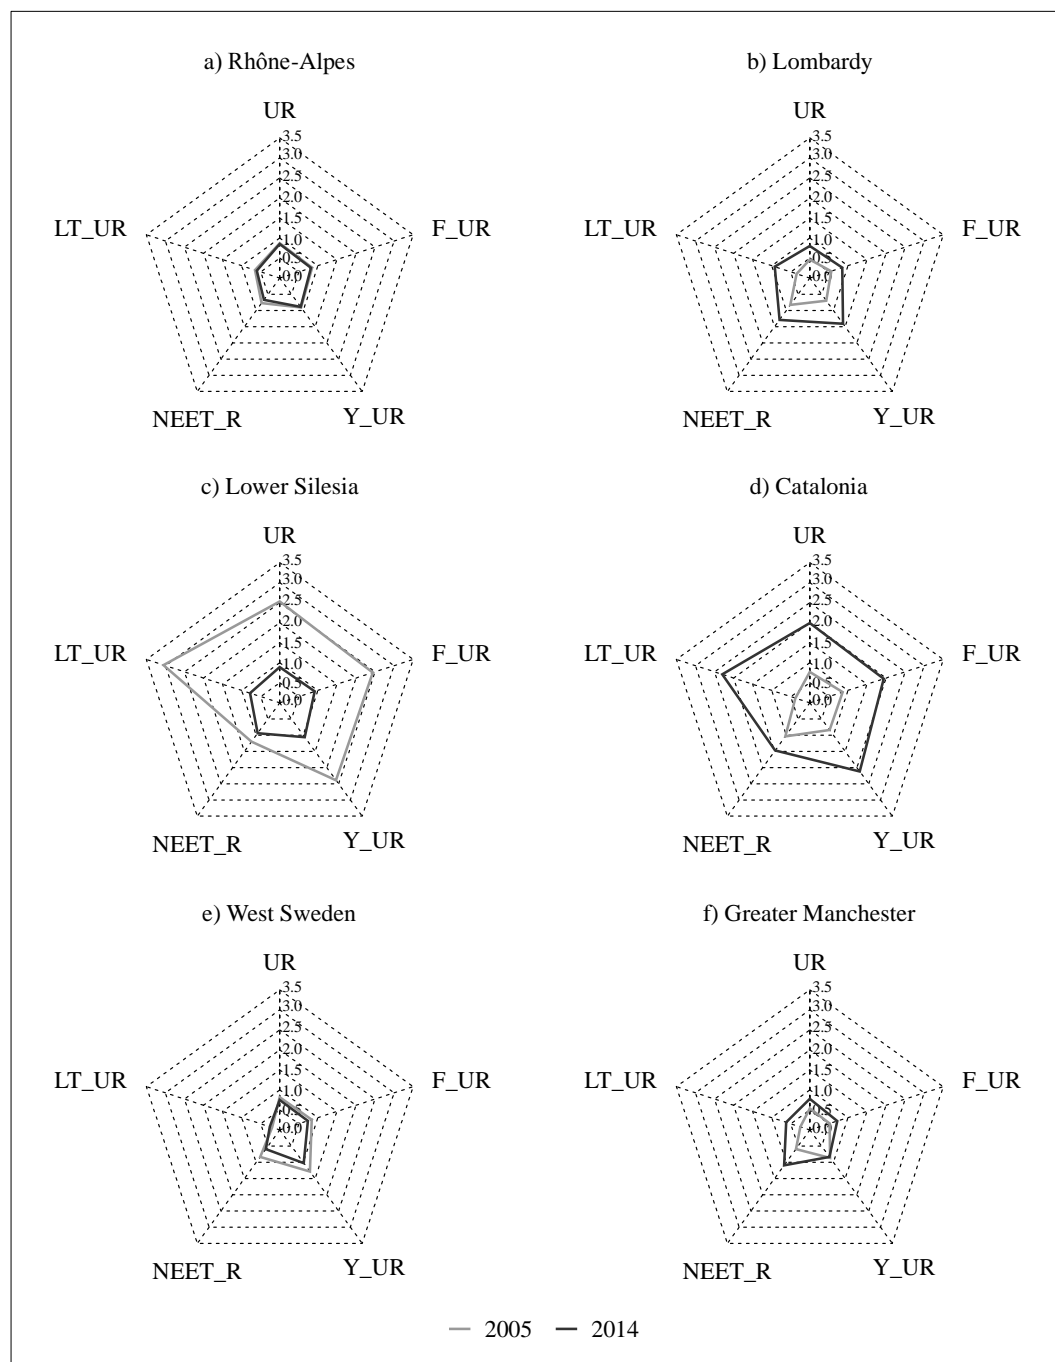 a) Rhône-Alpes
UR
3.5
3.0
2.5
2.0
1.5
1.0
0.5
0.0
LT_UR
F_UR
NEET_R
Y_UR
b) Lombardy
UR
3.5
3.0
2.5
2.0
1.5
1.0
0.5
0.0
LT_UR
F_UR
NEET_R
Y_UR
c) Lower Silesia
UR
3.5
3.0
2.5
2.0
1.5
1.0
0.5
0.0
LT_UR
F_UR
NEET_R
Y_UR
d) Catalonia
UR
3.5
3.0
2.5
2.0
1.5
1.0
0.5
0.0
LT_UR
F_UR
NEET_R
Y_UR
e) West Sweden
UR
3.5
3.0
2.5
2.0
1.5
1.0
0.5
0.0
LT_UR
F_UR
NEET_R
Y_UR
f) Greater Manchester
UR
3.5
3.0
2.5
2.0
1.5
1.0
0.5
0.0
LT_UR
F_UR
NEET_R
Y_UR
2005 2014